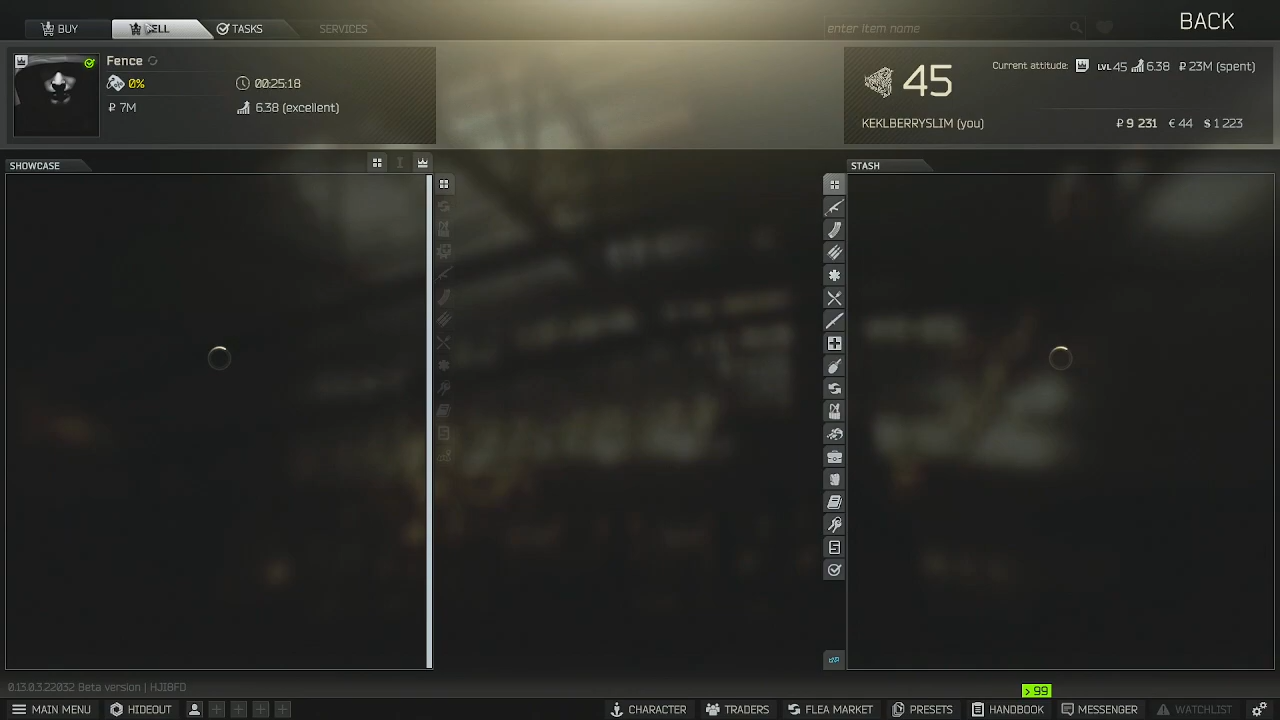 BUY
SELL
TASKS
SERVICES
enter item name
BACK
Fence
0%
00:25:18
₽ 7M
6.38 (excellent)
45
Current attitude: LVL 45 6.38 ₽ 23M (spent)
KEKLBERRYSLIM (you)
₽ 9 231 € 44 $ 1 223
SHOWCASE
STASH
0.13.0.3.22032 Beta version | HJIBFD
> 99
MAIN MENU
HIDEOUT
CHARACTER
TRADERS
FLEA MARKET
PRESETS
HANDBOOK
MESSENGER
WATCHLIST